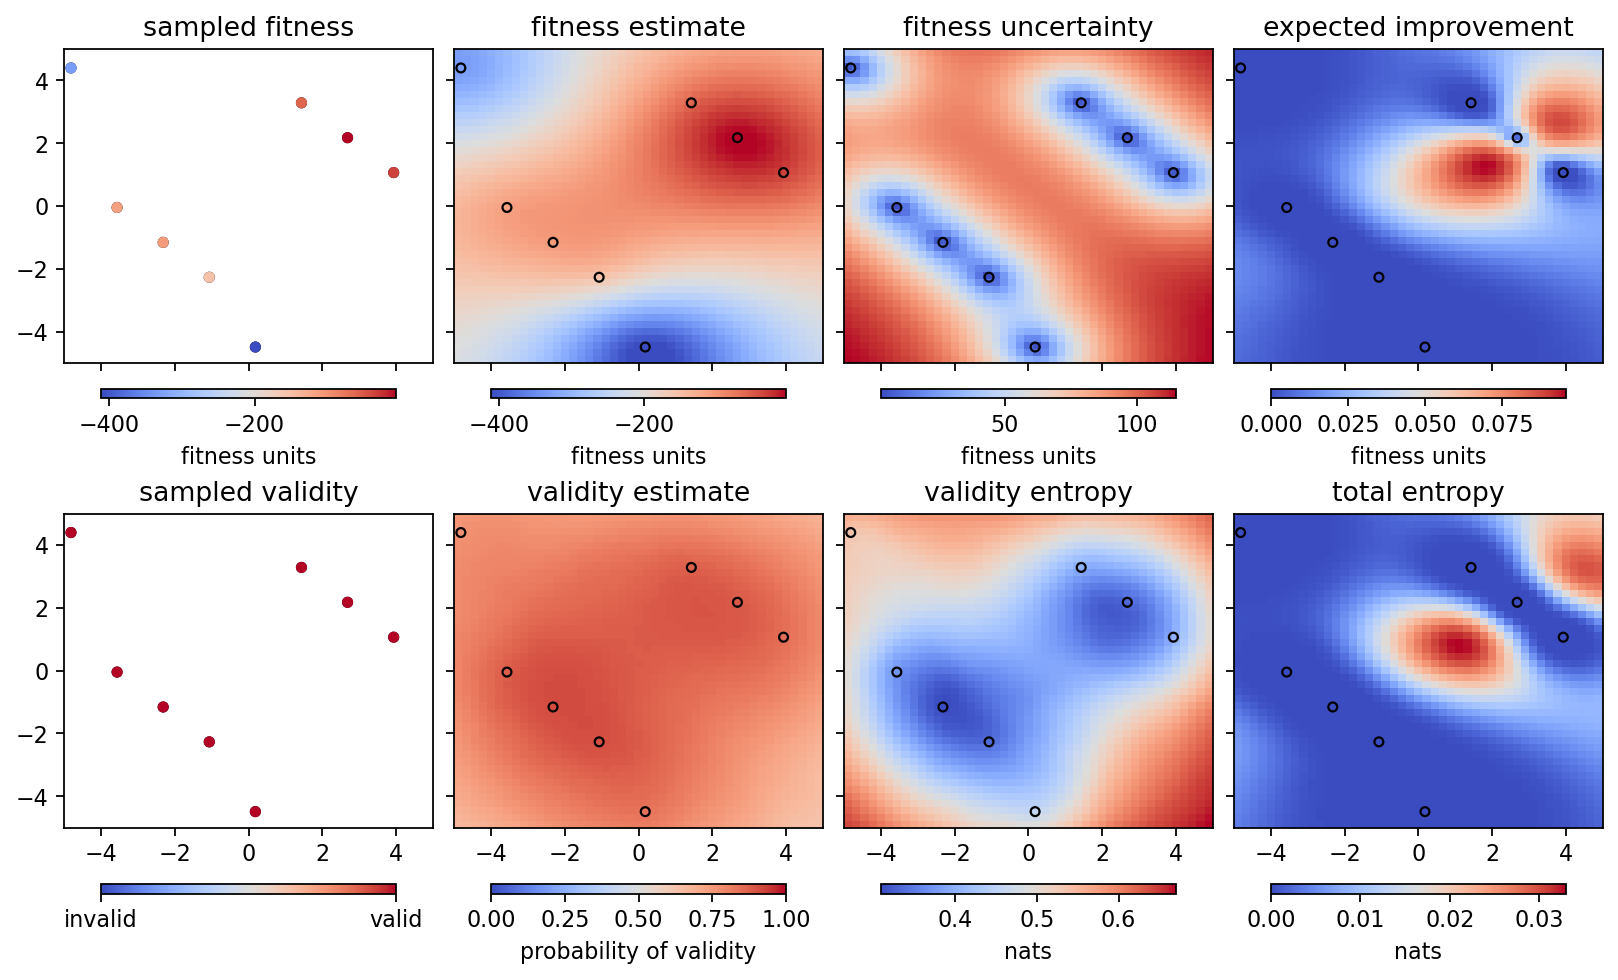 sampled fitness
fitness estimate
fitness uncertainty
expected improvement
4
2
0
−2
−4
−400 −200
−400 −200
50 100
0.000 0.025 0.050 0.075
fitness units
fitness units
fitness units
fitness units
sampled validity
validity estimate
validity entropy
total entropy
4
2
0
−2
−4
−4 −2 0 2 4
−4 −2 0 2 4
−4 −2 0 2 4
−4 −2 0 2 4
invalid valid
0.00 0.25 0.50 0.75 1.00
0.4 0.5 0.6
0.00 0.01 0.02 0.03
probability of validity
nats
nats